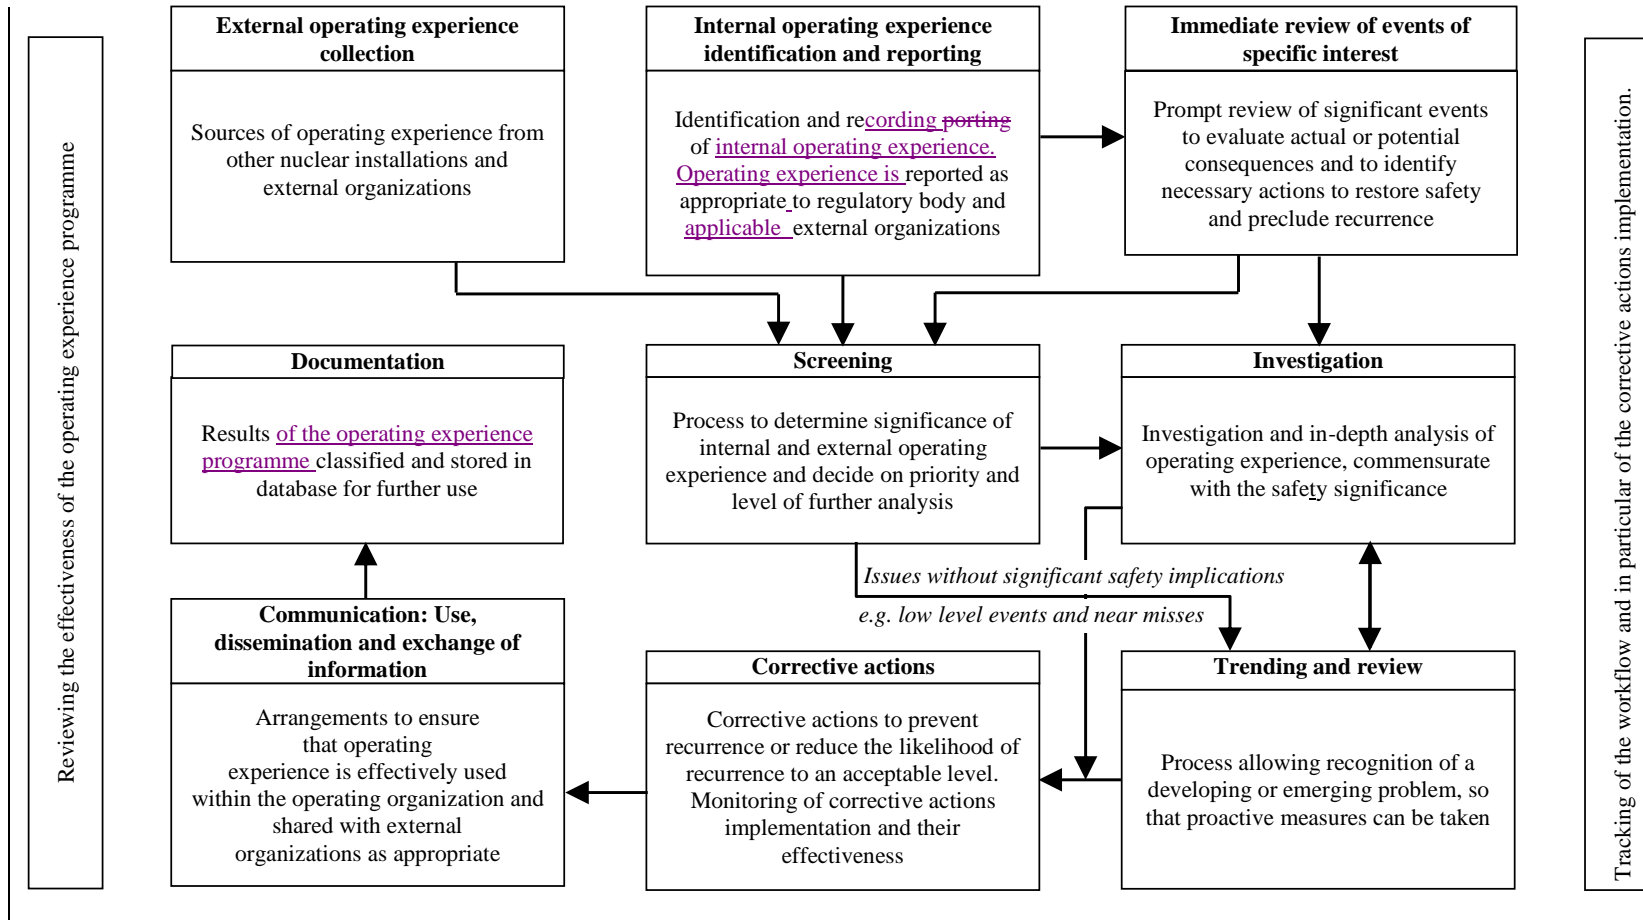 Reviewing the effectiveness of the operating experience programme
External operating experience
collection
Sources of operating experience from
other nuclear installations and
external organizations
Internal operating experience
identification and reporting
Identification and recording porting
of internal operating experience.
Operating experience is reported as
appropriate to regulatory body and
applicable external organizations
Immediate review of events of
specific interest
Prompt review of significant events
to evaluate actual or potential
consequences and to identify
necessary actions to restore safety
and preclude recurrence
Documentation
Results of the operating experience
programme classified and stored in
database for further use
Screening
Process to determine significance of
internal and external operating
experience and decide on priority and
level of further analysis
Investigation
Investigation and in-depth analysis of
operating experience, commensurate
with the safety significance
Issues without significant safety implications
e.g. low level events and near misses
Communication: Use,
dissemination and exchange of
information
Arrangements to ensure
that operating
experience is effectively used
within the operating organization and
shared with external
organizations as appropriate
Corrective actions
Corrective actions to prevent
recurrence or reduce the likelihood of
recurrence to an acceptable level.
Monitoring of corrective actions
implementation and their
effectiveness
Trending and review
Process allowing recognition of a
developing or emerging problem, so
that proactive measures can be taken
Tracking of the workflow and in particular of the corrective actions implementation.